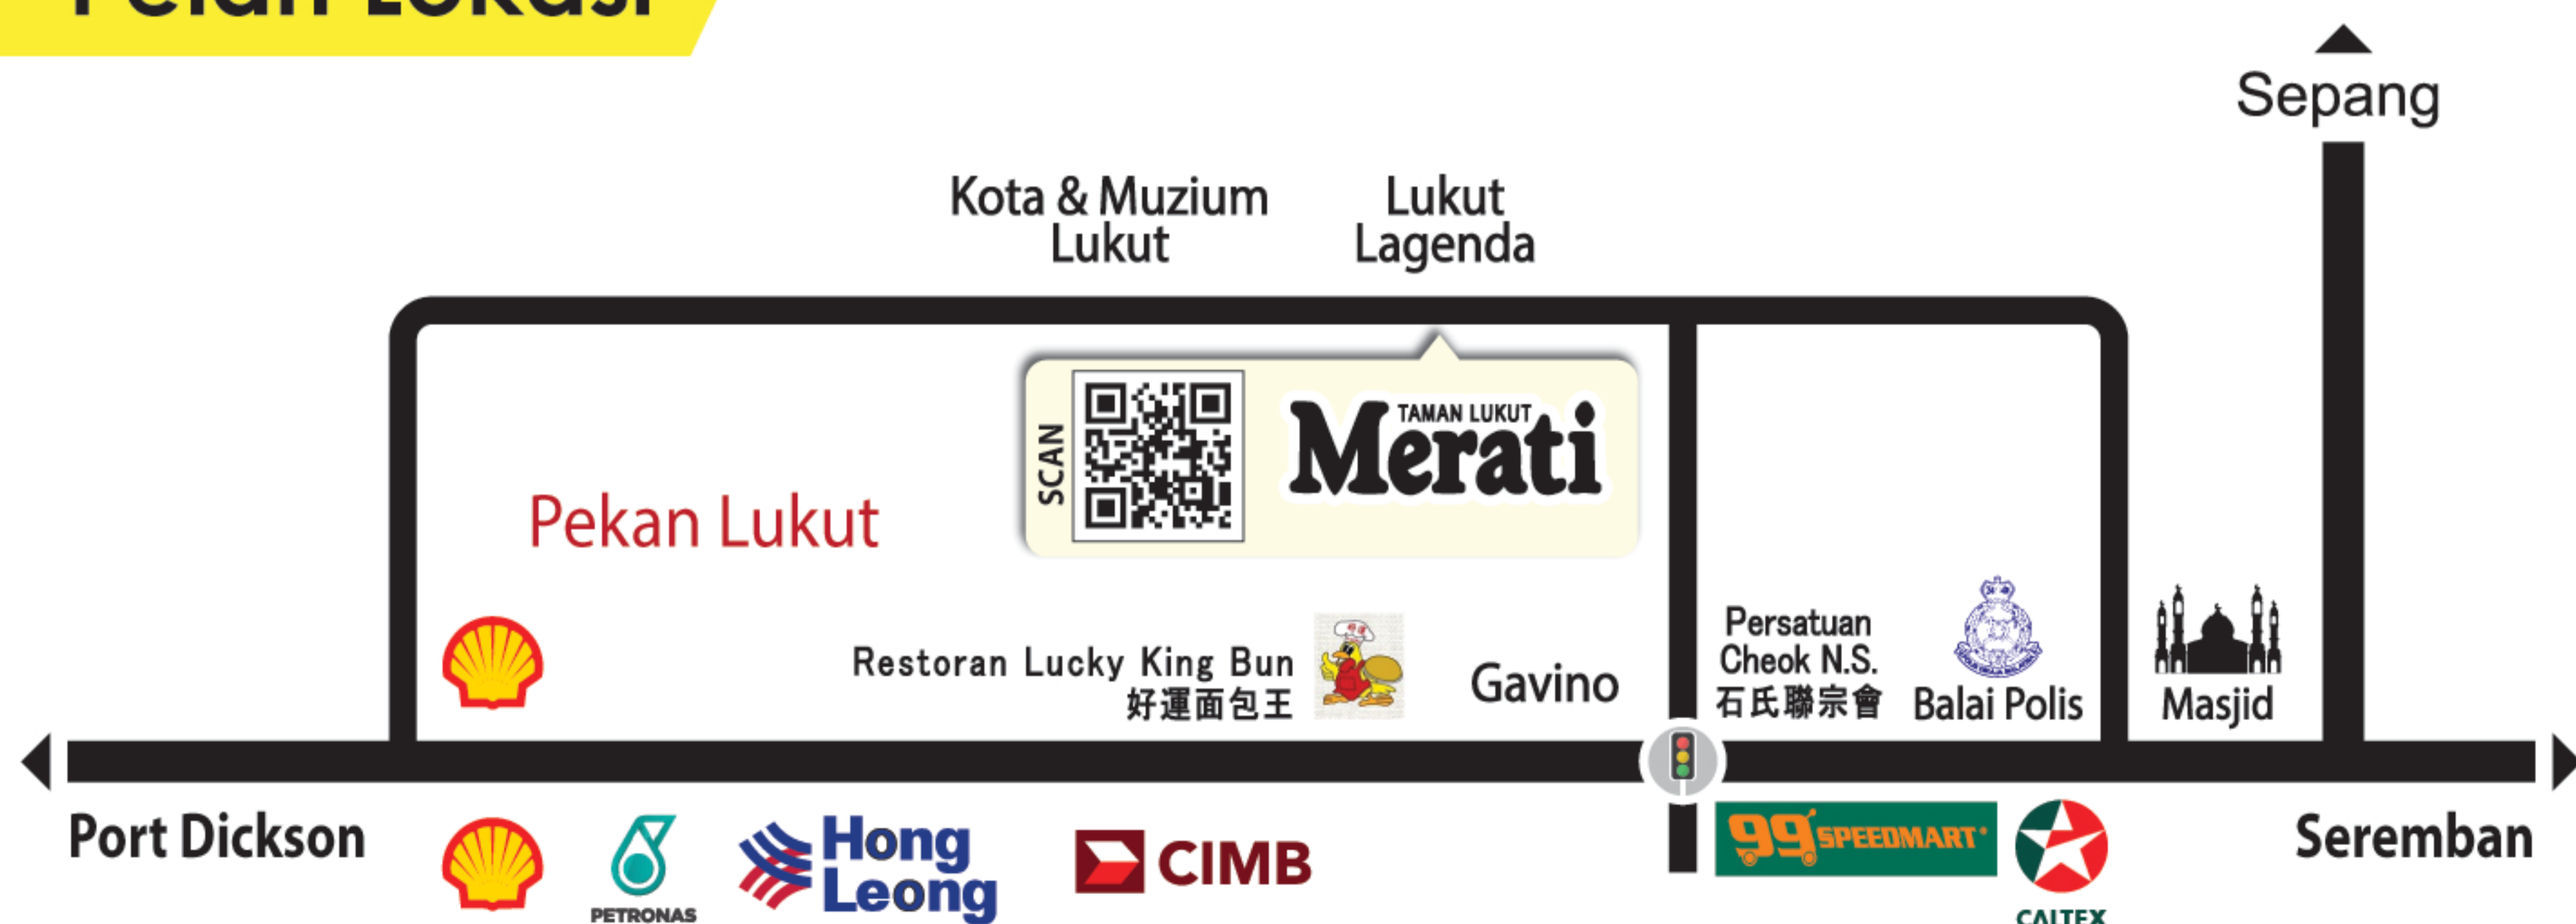 Pelan Lokasi
Sepang
Kota & Muzium
Lukut
Lukut
Lagenda
SCAN
TAMAN LUKUT
Merati
Pekan Lukut
Restoran Lucky King Bun
好運面包王
Gavino
Persatuan
Cheok N.S.
石氏聯宗會
Balai Polis
Masjid
Port Dickson
PETRONAS
Hong
Leong
CIMB
99 SPEEDMART
CALTEX
Seremban